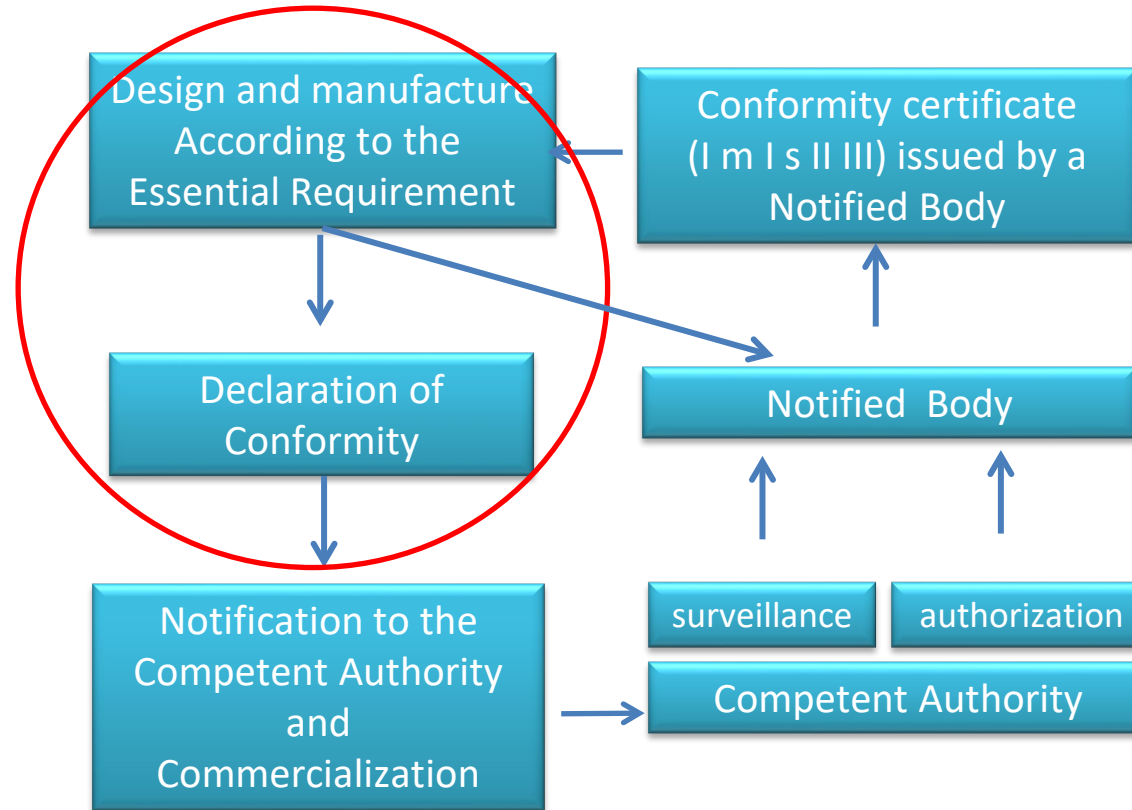 Design and manufacture
According to the
Essential Requirement
Conformity certificate
(I m I s II III) issued by a
Notified Body
Declaration of
Conformity
Notified Body
surveillance
authorization
Notification to the
Competent Authority
and
Commercialization
Competent Authority